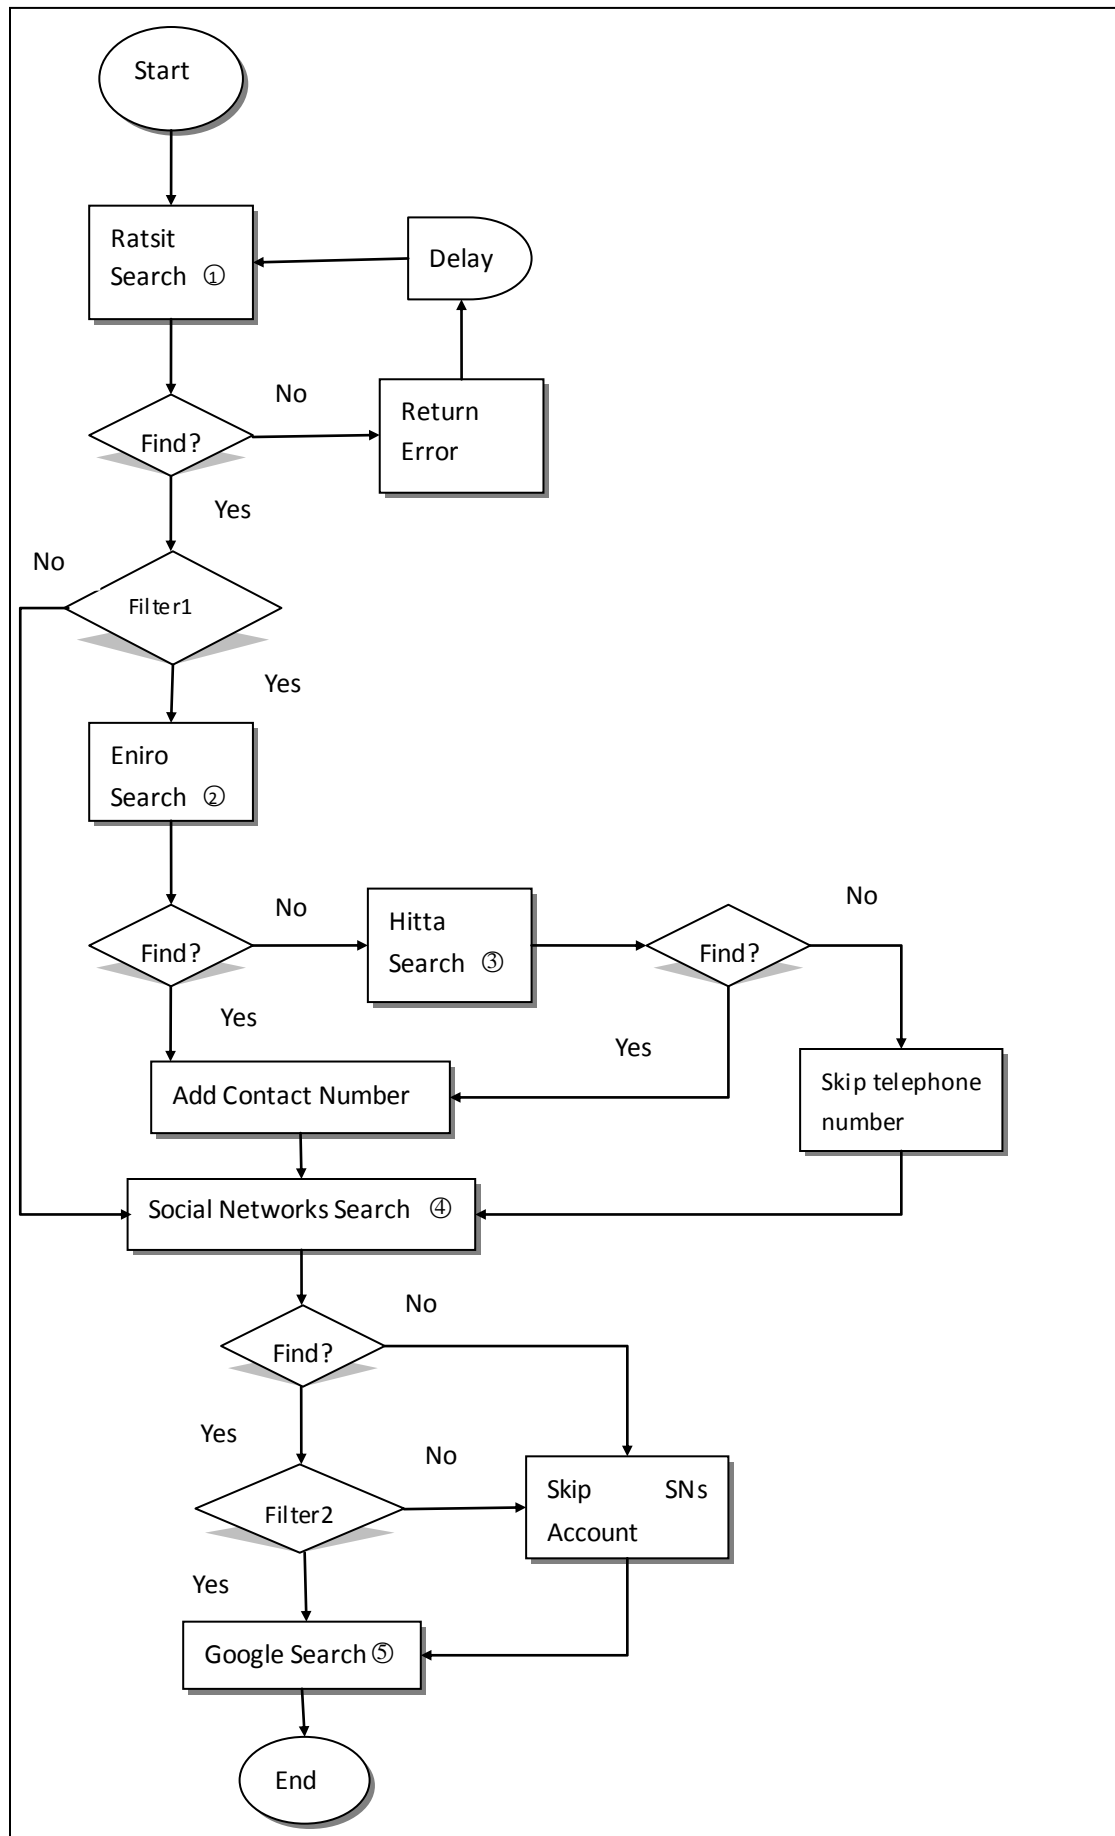 Start
Ratsit
Search ①
Delay
No
Return
Error
Find?
Yes
No
Filter1
Yes
Eniro
Search ②
No
Hitta
Search ③
No
Find?
Find?
Yes
Yes
Add Contact Number
Skip telephone
number
Social Networks Search ④
No
Find?
Yes
No
Skip SNs
Account
Filter2
Yes
Google Search ⑤
End